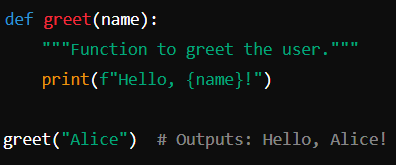 def greet(name):
    """Function to greet the user."""
    print(f"Hello, {name}!")

greet("Alice")  # Outputs: Hello, Alice!